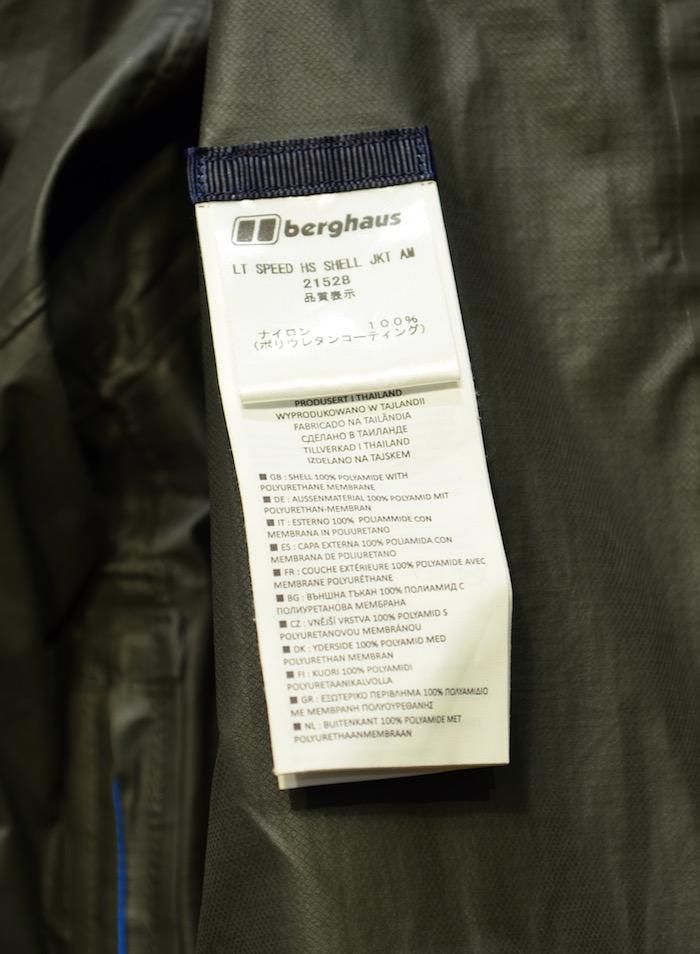 berghaus
LT SPEED HS SHELL JKT AM
21528
品質表示
ナイロン 100%
(ポリウレタンコーティング)
PRODUSERT I THAILAND
WYPRODUKOWANO W TAJLANDII
FABRICADO NA TAILÂNDIA
СДЕЛАНО В ТАИЛАНДЕ
TILLVERKAD I THAILAND
IZDELANO NA TAJSKEM
GB : SHELL 100% POLYAMIDE WITH
POLYURETHANE MEMBRANE
DE : AUSSENMATERIAL 100% POLYAMID MIT
POLYURETHAN-MEMBRAN
IT : ESTERNO 100% POLIAMMIDE CON
MEMBRANA IN POLIURETANO
ES : CAPA EXTERNA 100% POLIAMIDA CON
MEMBRANA DE POLIURETANO
FR : COUCHE EXTÉRIEURE 100% POLYAMIDE AVEC
MEMBRANE POLYURÉTHANE
BG : ВЪНШНА ТЪКАН 100% ПОЛИАМИД С
ПОЛИУРЕТАНОВА МЕМБРАНА
CZ : VNĚJŠÍ VRSTVA 100% POLYAMID S
POLYURETANOVOU MEMBRÁNOU
DK : YDERSIDE 100% POLYAMID MED
POLYURETHAN MEMBRAN
FI : KUORI 100% POLYAMIDI
POLYURETAANIKALVOLLA
GR : ΕΞΩΤΕΡΙΚΟ ΠΕΡΙΒΛΗΜΑ 100% ΠΟΛΥΑΜΙΔΙΟ
ΜΕ ΜΕΜΒΡΑΝΗ ΠΟΛΥΟΥΡΕΘΑΝΗΣ
NL : BUITENKANT 100% POLYAMIDE MET
POLYURETHAANMEMBRAAN